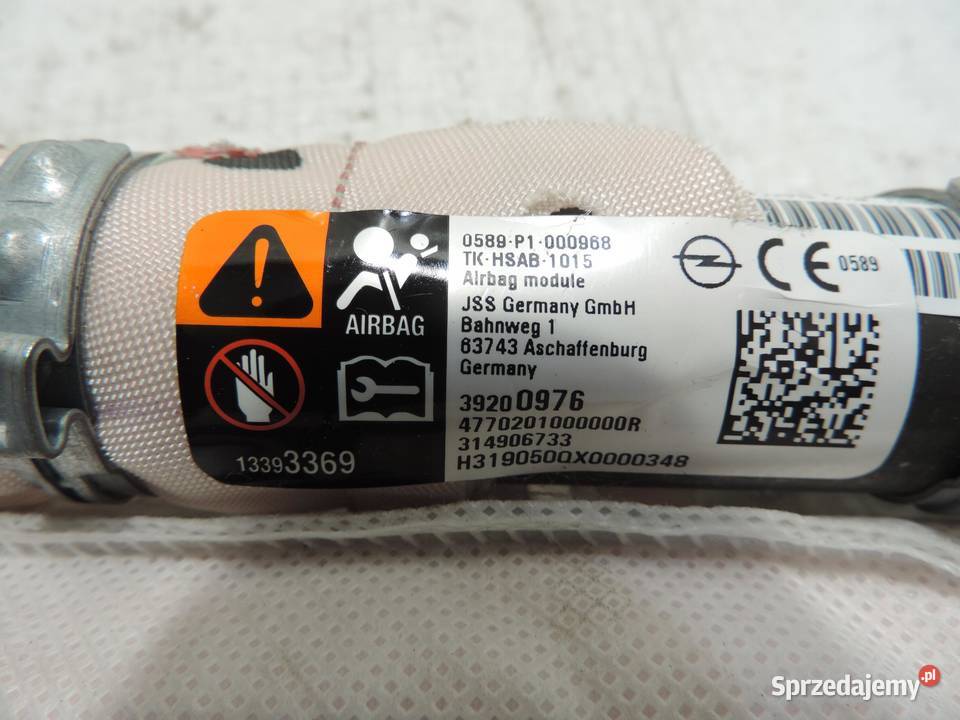 AIRBAG
13393369
0589-P1-000968
TK-HSAB-1015
Airbag module
JSS Germany GmbH
Bahnweg 1
63743 Aschaffenburg
Germany
39200976
4770201000000R
314906733
H319050QX0000348
CE 0589
Sprzedajemy.pl